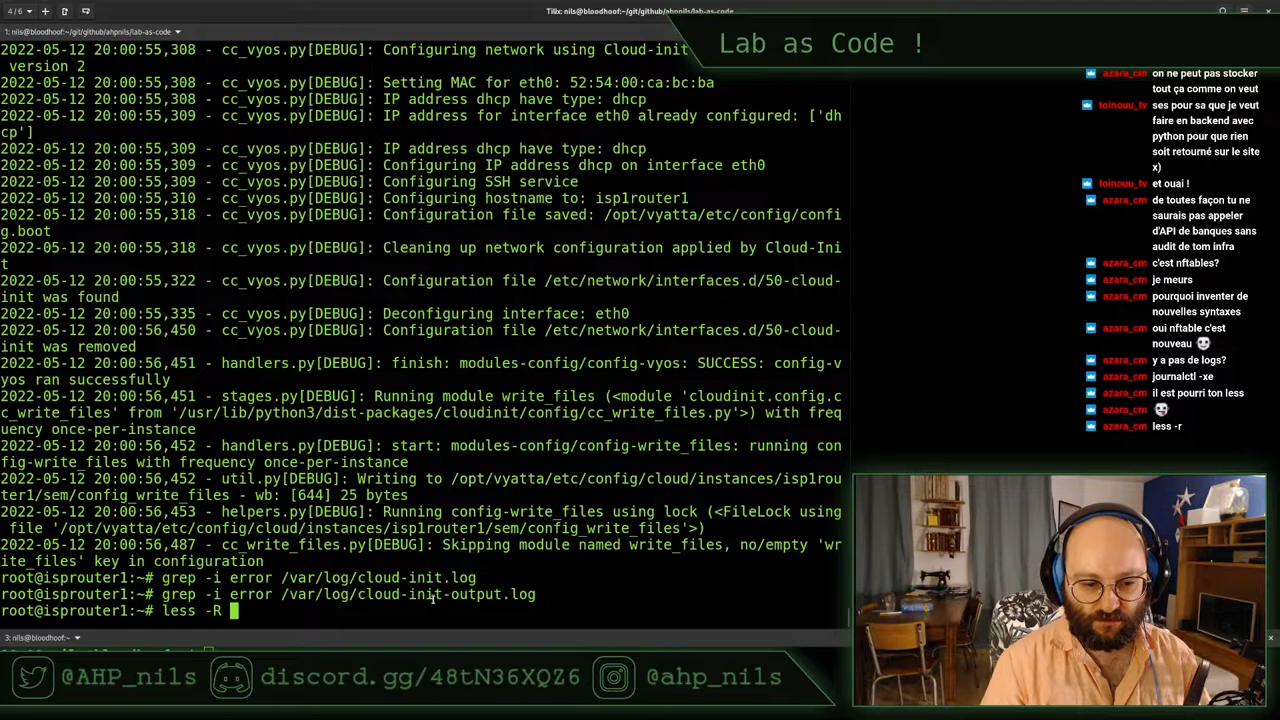 4 / 6
Tilix: nils@bloodhoof:~/git/github/ahpnils/lab-as-code
1: nils@bloodhoof:~/git/github/ahpnils/lab-as-code
Lab as Code !
2022-05-12 20:00:55,308 - cc_vyos.py[DEBUG]: Configuring network using Cloud-init
version 2
2022-05-12 20:00:55,308 - cc_vyos.py[DEBUG]: Setting MAC for eth0: 52:54:00:ca:bc:ba
2022-05-12 20:00:55,308 - cc_vyos.py[DEBUG]: IP address dhcp have type: dhcp
2022-05-12 20:00:55,309 - cc_vyos.py[DEBUG]: IP address for interface eth0 already configured: ['dh
cp']
2022-05-12 20:00:55,309 - cc_vyos.py[DEBUG]: IP address dhcp have type: dhcp
2022-05-12 20:00:55,309 - cc_vyos.py[DEBUG]: Configuring IP address dhcp on interface eth0
2022-05-12 20:00:55,309 - cc_vyos.py[DEBUG]: Configuring SSH service
2022-05-12 20:00:55,310 - cc_vyos.py[DEBUG]: Configuring hostname to: isp1router1
2022-05-12 20:00:55,318 - cc_vyos.py[DEBUG]: Configuration file saved: /opt/vyatta/etc/config/confi
g.boot
2022-05-12 20:00:55,318 - cc_vyos.py[DEBUG]: Cleaning up network configuration applied by Cloud-Ini
t
2022-05-12 20:00:55,322 - cc_vyos.py[DEBUG]: Configuration file /etc/network/interfaces.d/50-cloud-
init was found
2022-05-12 20:00:55,335 - cc_vyos.py[DEBUG]: Deconfiguring interface: eth0
2022-05-12 20:00:56,450 - cc_vyos.py[DEBUG]: Configuration file /etc/network/interfaces.d/50-cloud-
init was removed
2022-05-12 20:00:56,451 - handlers.py[DEBUG]: finish: modules-config/config-vyos: SUCCESS: config-v
yos ran successfully
2022-05-12 20:00:56,451 - stages.py[DEBUG]: Running module write_files (<module 'cloudinit.config.c
c_write_files' from '/usr/lib/python3/dist-packages/cloudinit/config/cc_write_files.py'>) with freq
uency once-per-instance
2022-05-12 20:00:56,452 - handlers.py[DEBUG]: start: modules-config/config-write_files: running con
fig-write_files with frequency once-per-instance
2022-05-12 20:00:56,452 - util.py[DEBUG]: Writing to /opt/vyatta/etc/config/cloud/instances/isp1rou
ter1/sem/config_write_files - wb: [644] 25 bytes
2022-05-12 20:00:56,453 - helpers.py[DEBUG]: Running config-write_files using lock (<FileLock using
file '/opt/vyatta/etc/config/cloud/instances/isp1router1/sem/config_write_files'>)
2022-05-12 20:00:56,487 - cc_write_files.py[DEBUG]: Skipping module named write_files, no/empty 'wr
ite_files' key in configuration
root@isprouter1:~# grep -i error /var/log/cloud-init.log
root@isprouter1:~# grep -i error /var/log/cloud-init-output.log
root@isprouter1:~# less -R
3: nils@bloodhoof:~
azara_cm on ne peut pas stocker
tout ça comme on veut
toinouu_tv ses pour sa que je veut
faire en backend avec
python pour que rien
soit retourné sur le site
x)
toinouu_tv et ouai !
azara_cm de toutes façon tu ne
saurais pas appeler
d'API de banques sans
audit de tom infra
azara_cm c'est nftables?
azara_cm je meurs
azara_cm pourquoi inventer de
nouvelles syntaxes
azara_cm oui nftable c'est
nouveau
azara_cm y a pas de logs?
azara_cm journalctl -xe
azara_cm il est pourri ton less
azara_cm
azara_cm less -r
@AHP_nils discord.gg/48tN36XQZ6 @ahp_nils